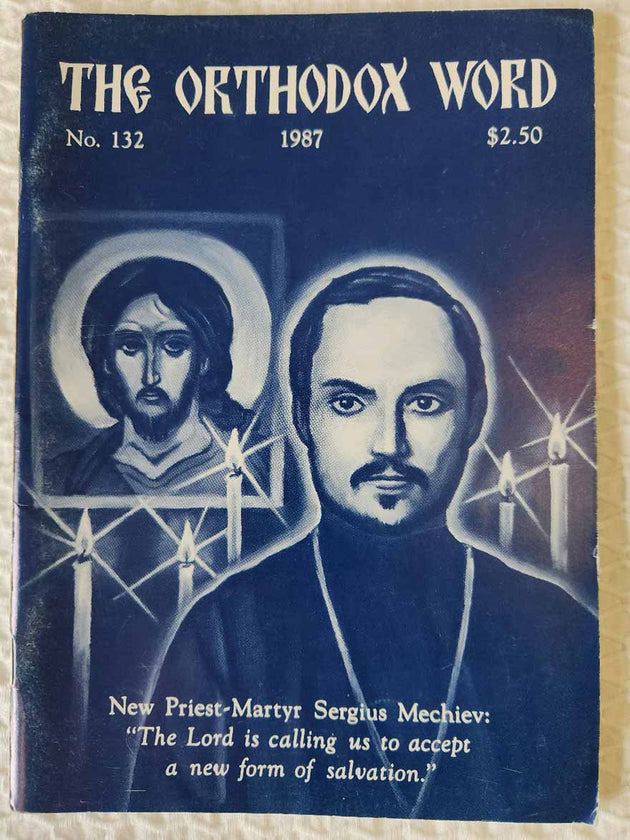 THE ORTHODOX WORD
No. 132 1987 $2.50
New Priest-Martyr Sergius Mechiev:
"The Lord is calling us to accept
a new form of salvation."